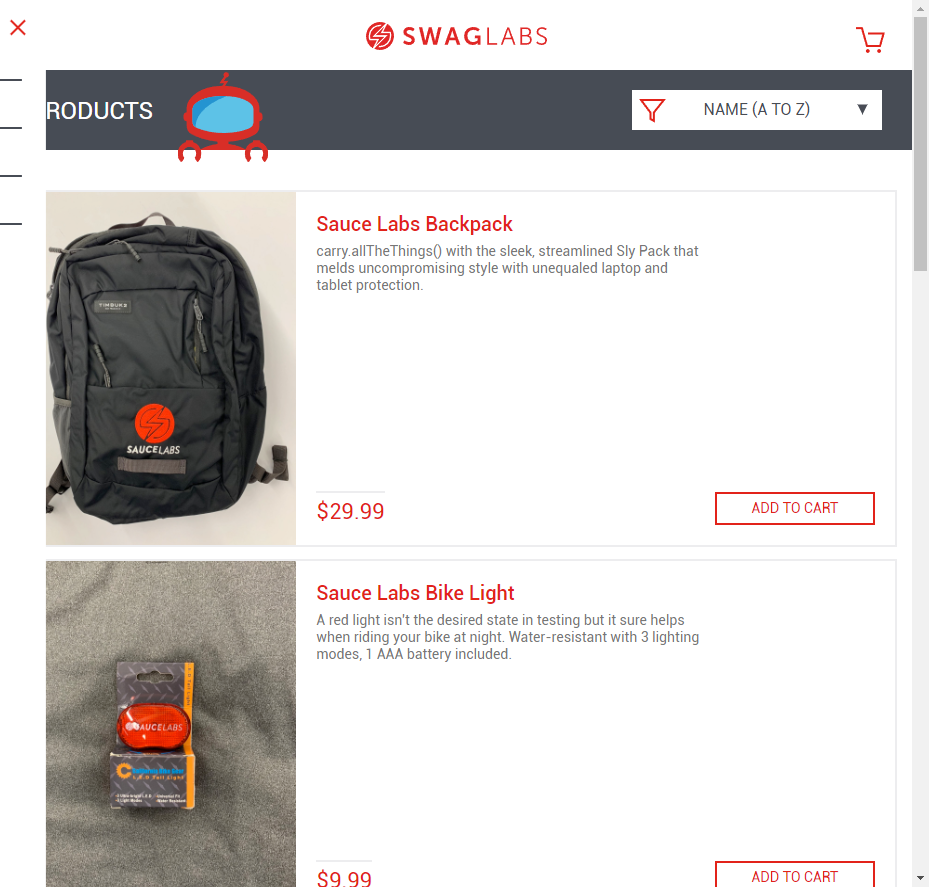 SWAGLABS
RODUCTS
NAME (A TO Z)
Sauce Labs Backpack
carry.allTheThings() with the sleek, streamlined Sly Pack that
melds uncompromising style with unequaled laptop and
tablet protection.
TIMBUK2
SAUCELABS
$29.99
ADD TO CART
Sauce Labs Bike Light
A red light isn't the desired state in testing but it sure helps
when riding your bike at night. Water-resistant with 3 lighting
modes, 1 AAA battery included.
SAUCELABS
L.E.D Tail Light
$9.99
ADD TO CART